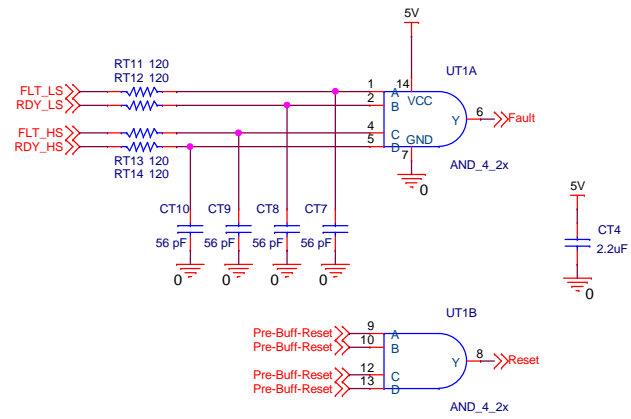 5V
RT11 120
RT12 120
UT1A
FLT_LS
RDY_LS
1
2
A
B
14
VCC
Y
6
Fault
FLT_HS
RDY_HS
4
5
C
D
GND
7
RT13 120
RT14 120
AND_4_2x
0
CT10
CT9
CT8
CT7
56 pF
56 pF
56 pF
56 pF
0
0
0
0
5V
CT4
2.2uF
0
UT1B
Pre-Buff-Reset
9
A
Pre-Buff-Reset
10
B
Y
8
Reset
Pre-Buff-Reset
12
C
Pre-Buff-Reset
13
D
AND_4_2x